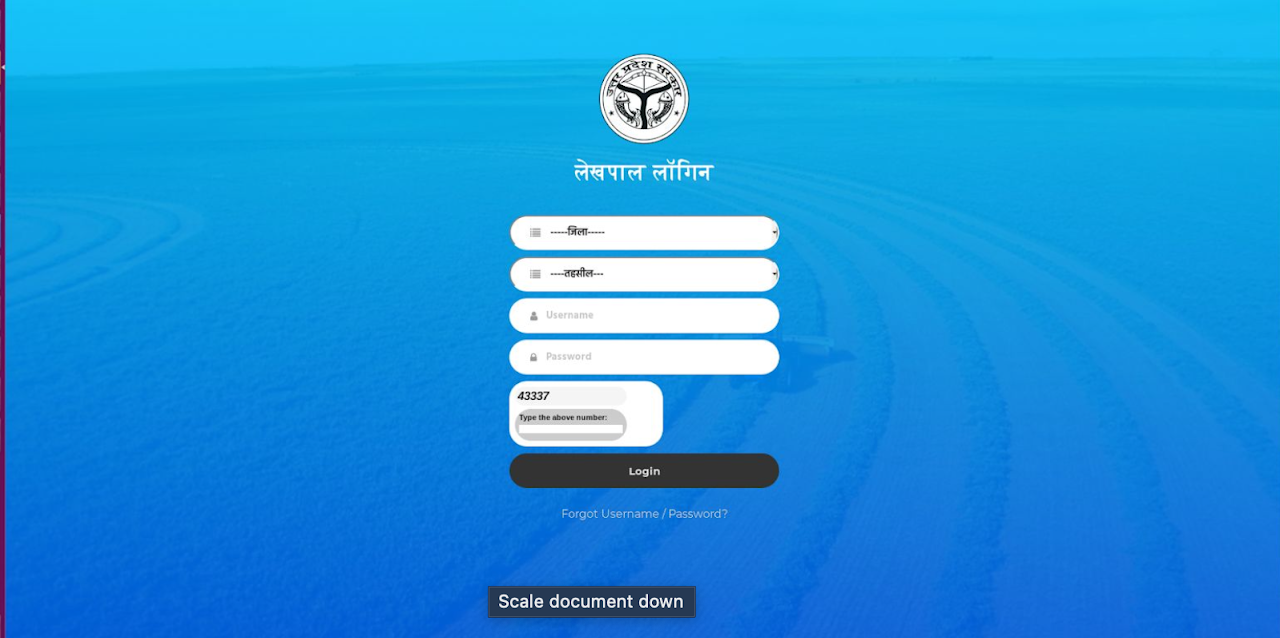 उत्तर प्रदेश सरकार
लेखपाल लॉगिन
-----जिला-----
----तहसील---
Username
Password
43337
Type the above number:
Login
Forgot Username / Password?
Scale document down